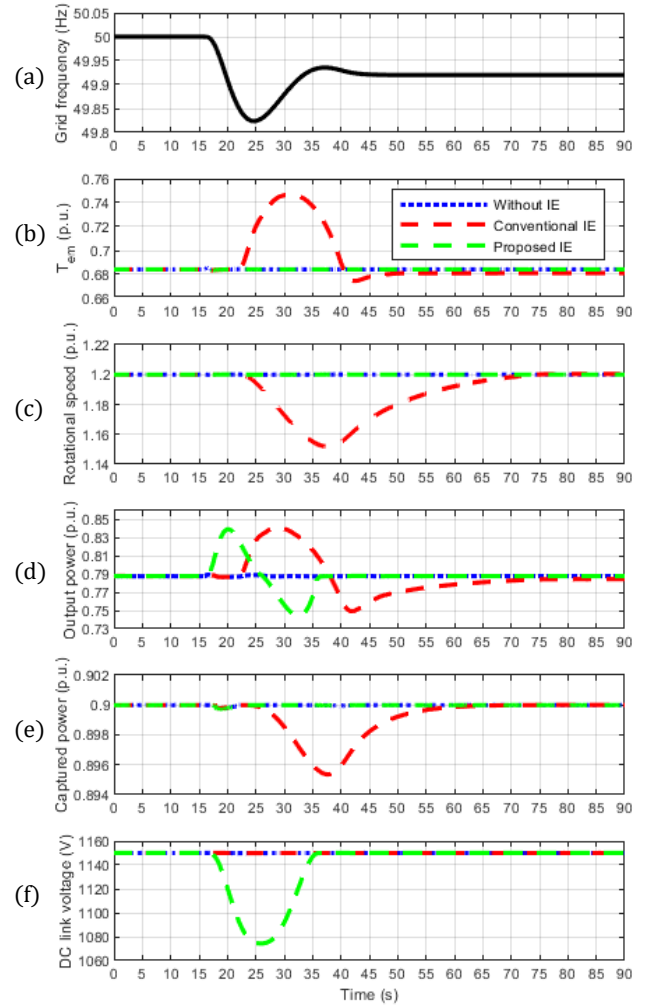 (a)
Grid frequency (Hz)
50.05
50
49.95
49.9
49.85
49.8
0 5 10 15 20 25 30 35 40 45 50 55 60 65 70 75 80 85 90
(b)
T_em (p.u.)
0.76
0.74
0.72
0.7
0.68
0.66
Without IE
Conventional IE
Proposed IE
0 5 10 15 20 25 30 35 40 45 50 55 60 65 70 75 80 85 90
(c)
Rotational speed (p.u.)
1.22
1.2
1.18
1.16
1.14
0 5 10 15 20 25 30 35 40 45 50 55 60 65 70 75 80 85 90
(d)
Output power (p.u.)
0.85
0.83
0.81
0.79
0.77
0.75
0.73
0 5 10 15 20 25 30 35 40 45 50 55 60 65 70 75 80 85 90
(e)
Captured power (p.u.)
0.902
0.9
0.898
0.896
0.894
0 5 10 15 20 25 30 35 40 45 50 55 60 65 70 75 80 85 90
(f)
DC link voltage (V)
1160
1140
1120
1100
1080
1060
0 5 10 15 20 25 30 35 40 45 50 55 60 65 70 75 80 85 90
Time (s)